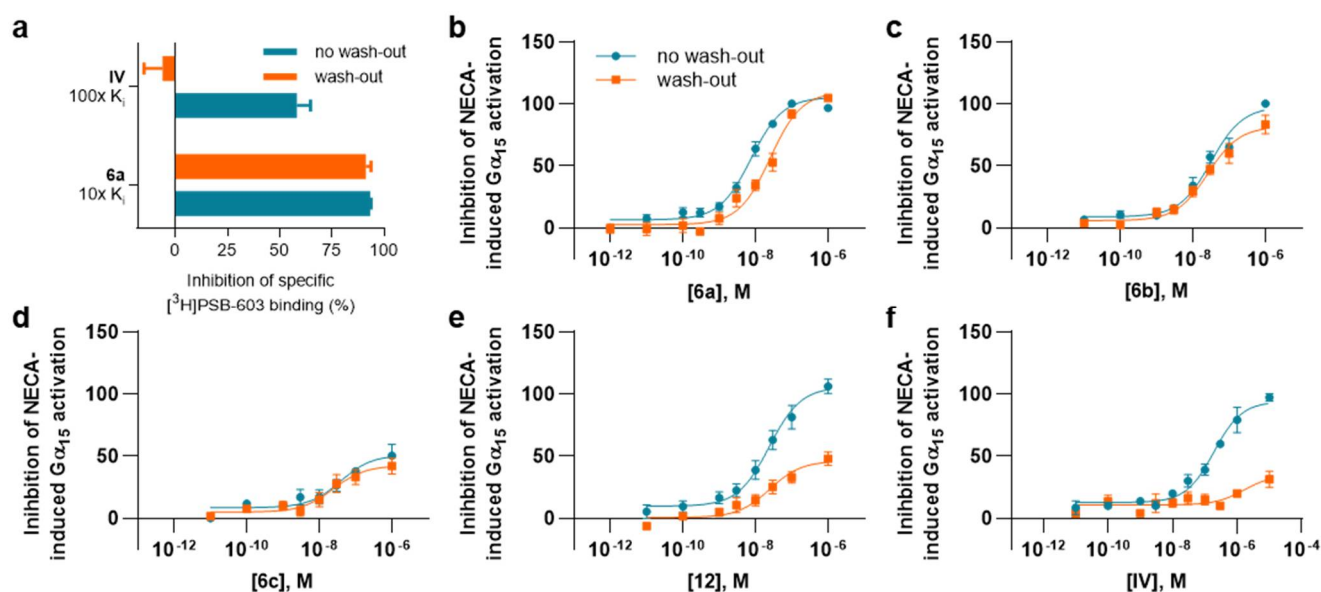 a
no wash-out
wash-out
IV
100x Ki
6a
10x Ki
0 25 50 75 100
Inhibition of specific
[³H]PSB-603 binding (%)
b
Inhibition of NECA-
induced Gα₁₅ activation
150
100
50
0
no wash-out
wash-out
10⁻¹² 10⁻¹⁰ 10⁻⁸ 10⁻⁶
[6a], M
c
Inihbition of NECA-
induced Gα₁₅ activation
150
100
50
0
10⁻¹² 10⁻¹⁰ 10⁻⁸ 10⁻⁶
[6b], M
d
Inihbition of NECA-
induced Gα₁₅ activation
150
100
50
0
10⁻¹² 10⁻¹⁰ 10⁻⁸ 10⁻⁶
[6c], M
e
Inihbition of NECA-
induced Gα₁₅ activation
150
100
50
0
10⁻¹² 10⁻¹⁰ 10⁻⁸ 10⁻⁶
[12], M
f
Inihbition of NECA-
induced Gα₁₅ activation
150
100
50
0
10⁻¹² 10⁻¹⁰ 10⁻⁸ 10⁻⁶ 10⁻⁴
[IV], M